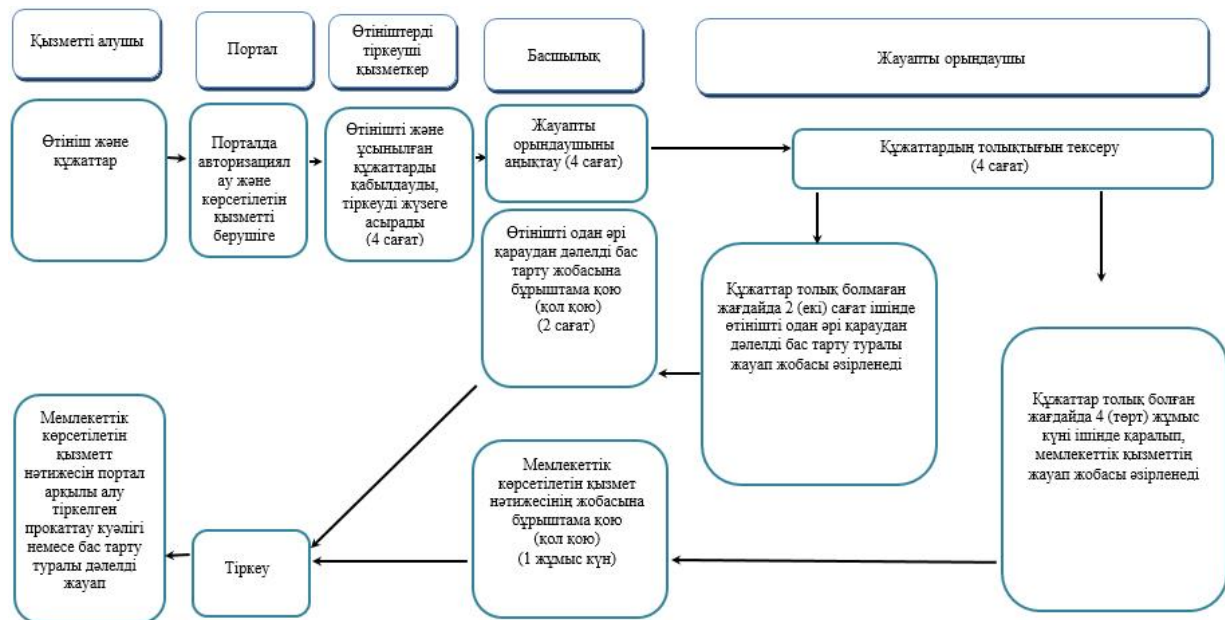 Қызметті алушы
Портал
Өтініштерді
тіркеуші
қызметкер
Басшылық
Жауапты орындаушы
Өтініш және
құжаттар
Порталда
авторизациял
ау және
көрсетілетін
қызметті
берушіге
Өтінішті және
ұсынылған
құжаттарды
қабылдауды,
тіркеуді жүзеге
асырады
(4 сағат)
Жауапты
орындаушыны
анықтау (4 сағат)
Құжаттардың толықтығын тексеру
(4 сағат)
Өтінішті одан әрі
қараудан дәлелді бас
тарту жобасына
бұрыштама қою
(қол қою)
(2 сағат)
Құжаттар толық болмаған
жағдайда 2 (екі) сағат ішінде
өтінішті одан әрі қараудан
дәлелді бас тарту туралы
жауап жобасы әзірленеді
Құжаттар толық болған
жағдайда 4 (төрт) жұмыс
күні ішінде қаралып,
мемлекеттік қызметтің
жауап жобасы әзірленеді
Мемлекеттік
көрсетілетін
қызметт
нәтижесін портал
арқылы алу
тіркелген
прокаттау куәлігі
немесе бас тарту
туралы дәлелді
жауап
Тіркеу
Мемлекеттік
көрсетілетін қызмет
нәтижесінің жобасына
бұрыштама қою
(қол қою)
(1 жұмыс күн)